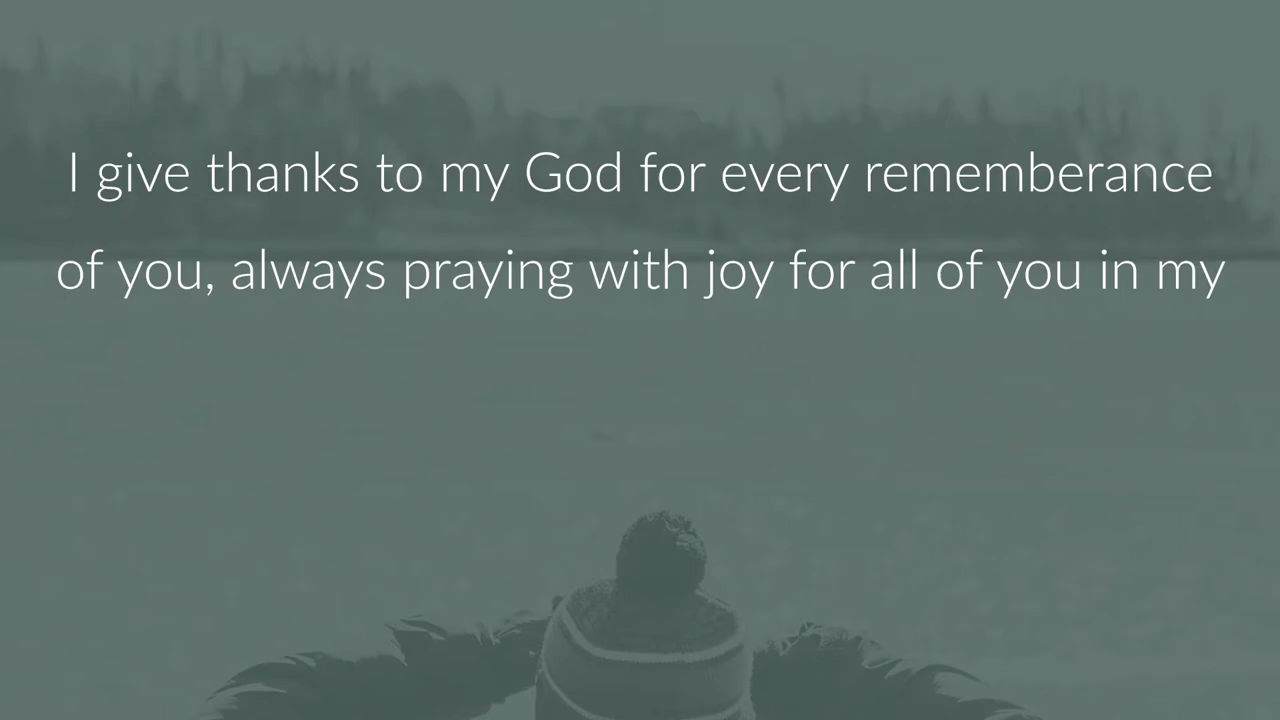 I give thanks to my God for every rememberance
of you, always praying with joy for all of you in my